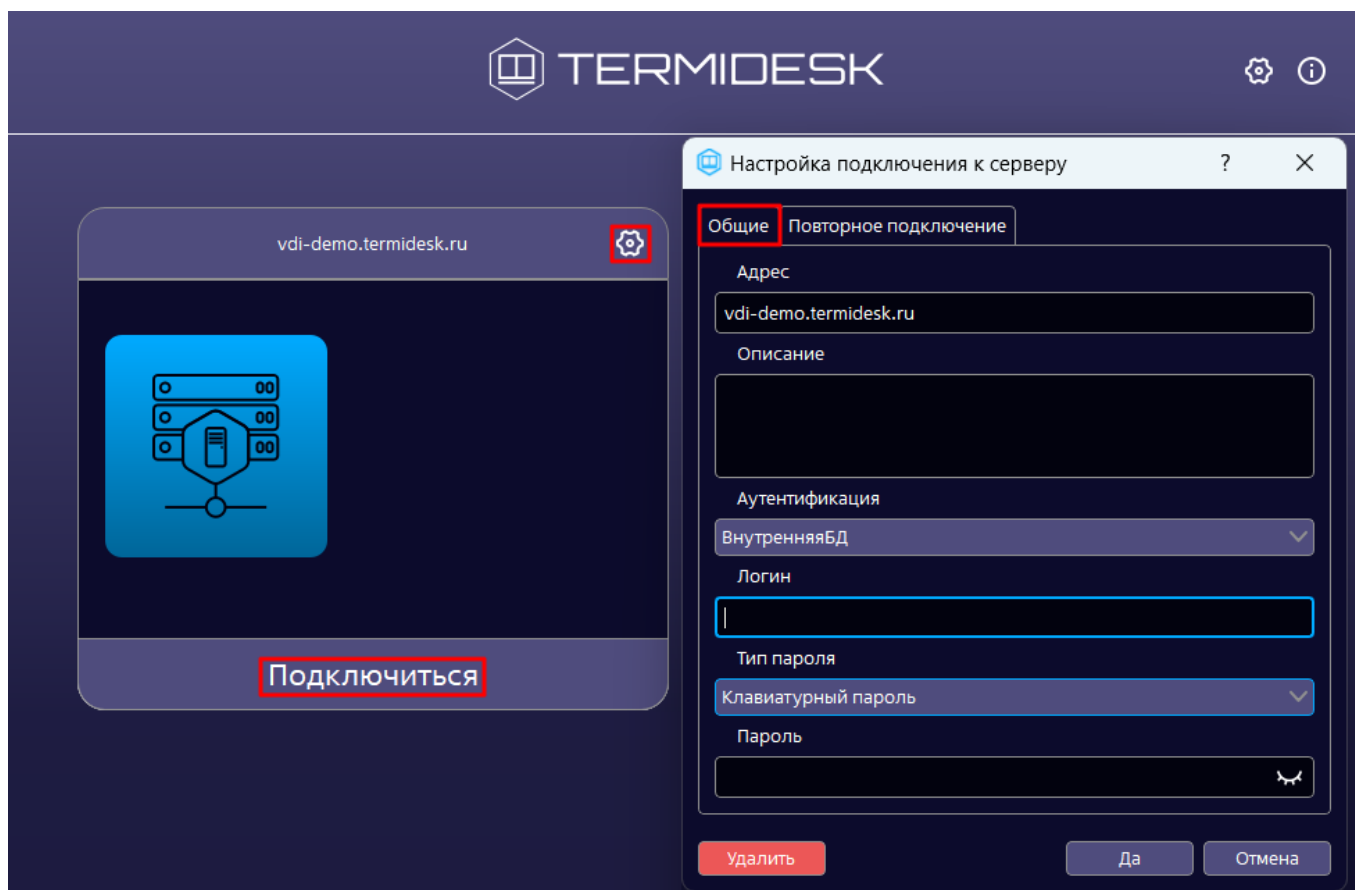 TERMIDESK
vdi-demo.termidesk.ru
Подключиться
Настройка подключения к серверу
Общие Повторное подключение
Адрес
vdi-demo.termidesk.ru
Описание
Аутентификация
ВнутренняяБД
Логин
Тип пароля
Клавиатурный пароль
Пароль
Удалить Да Отмена